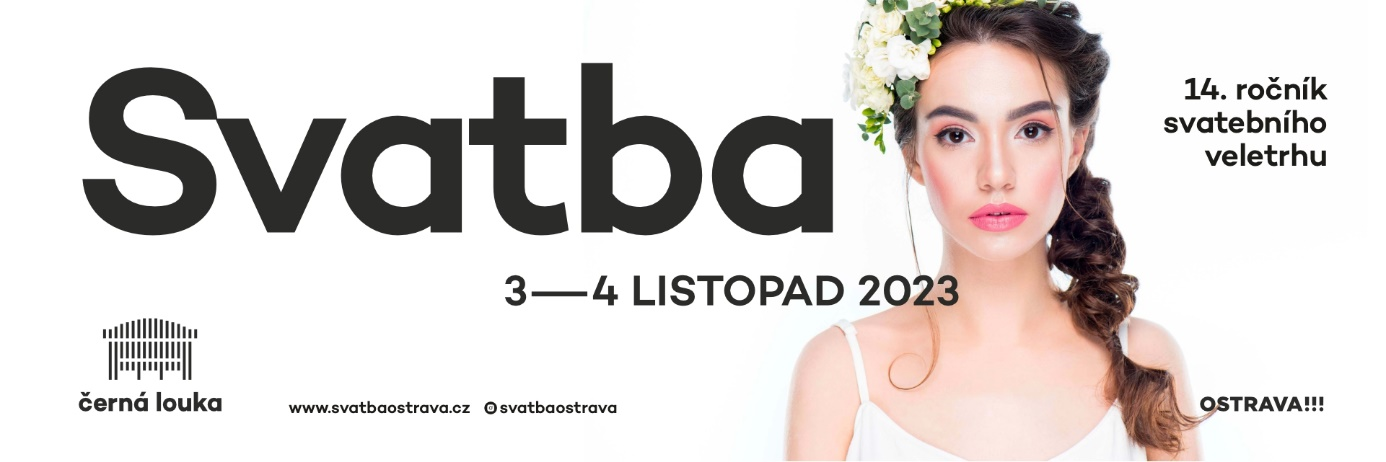 Svatba
3—4 LISTOPAD 2023
14. ročník
svatebního
veletrhu
černá louka
www.svatbaostrava.cz @svatbaostrava
OSTRAVA!!!